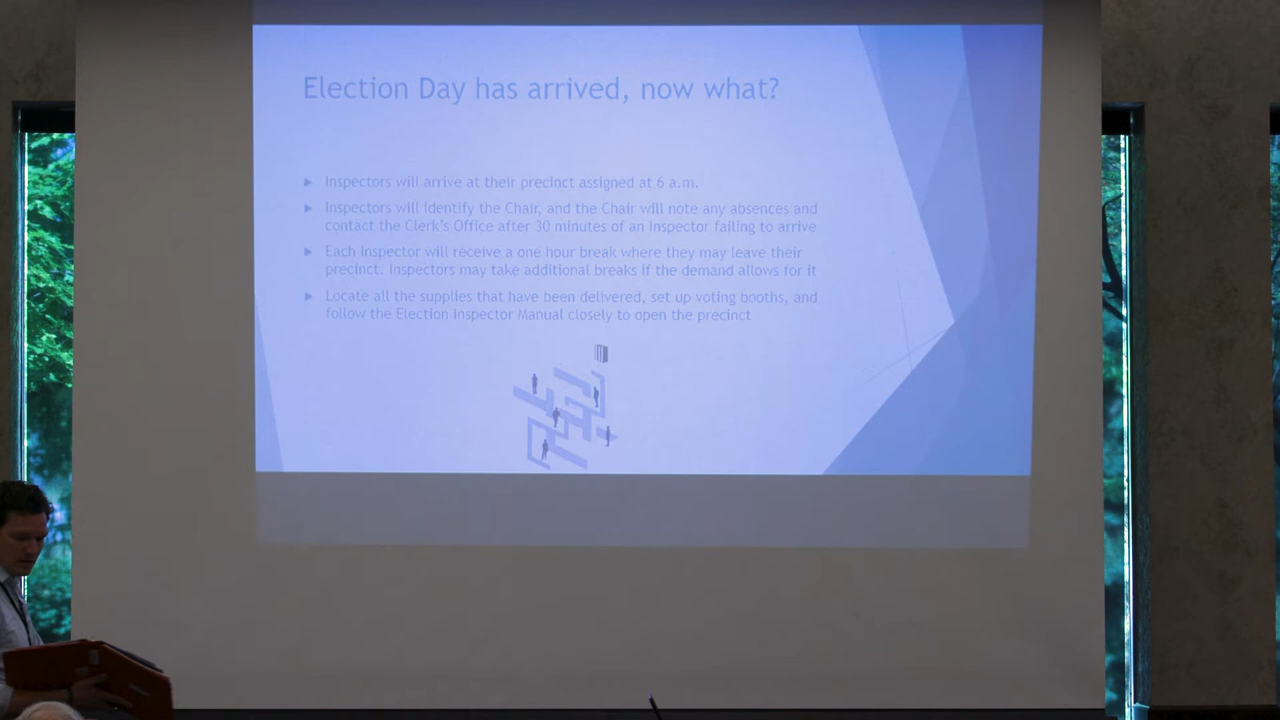 Election Day has arrived, now what?
Inspectors will arrive at their precinct assigned at 6 a.m.
Inspectors will identify the Chair, and the Chair will note any absences and
contact the Clerk's Office after 30 minutes of an Inspector failing to arrive
Each Inspector will receive a one hour break where they may leave their
precinct. Inspectors may take additional breaks if the demand allows for it
Locate all the supplies that have been delivered, set up voting booths, and
follow the Election Inspector Manual closely to open the precinct